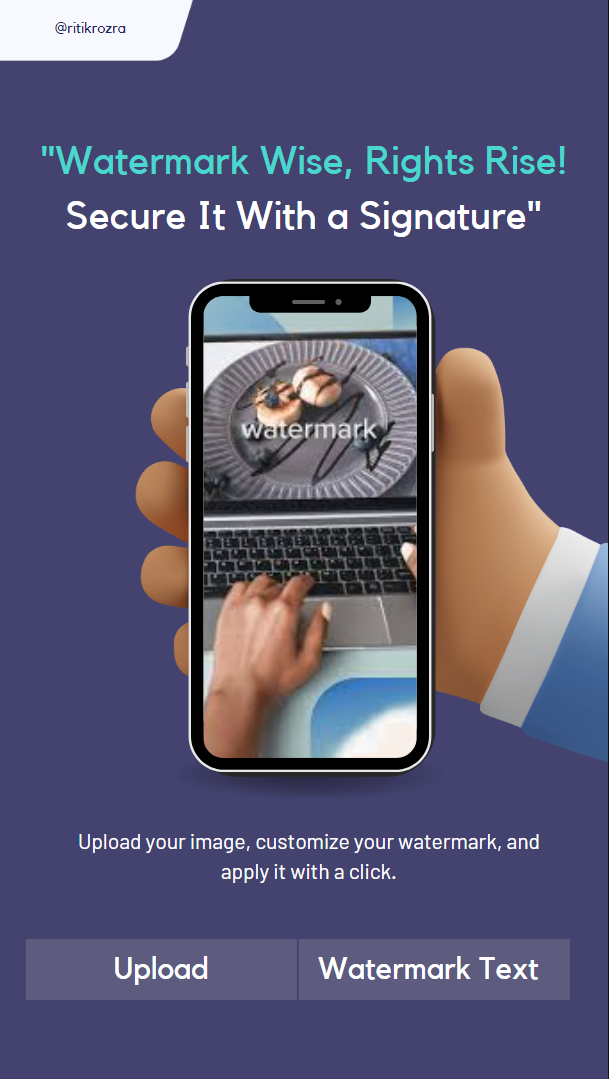 @ritikrozra
"Watermark Wise, Rights Rise!
Secure It With a Signature"
watermark
Upload your image, customize your watermark, and
apply it with a click.
Upload
Watermark Text